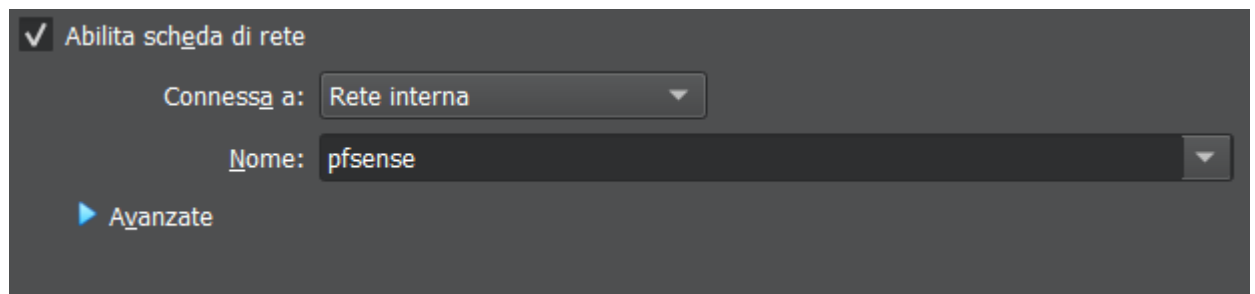 Abilita scheda di rete
Connessa a: Rete interna
Nome: pfsense
Avanzate